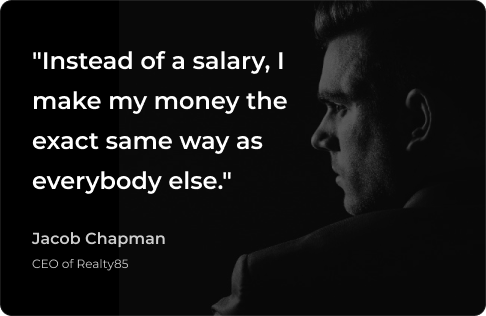 "Instead of a salary, I
make my money the
exact same way as
everybody else."
Jacob Chapman
CEO of Realty85